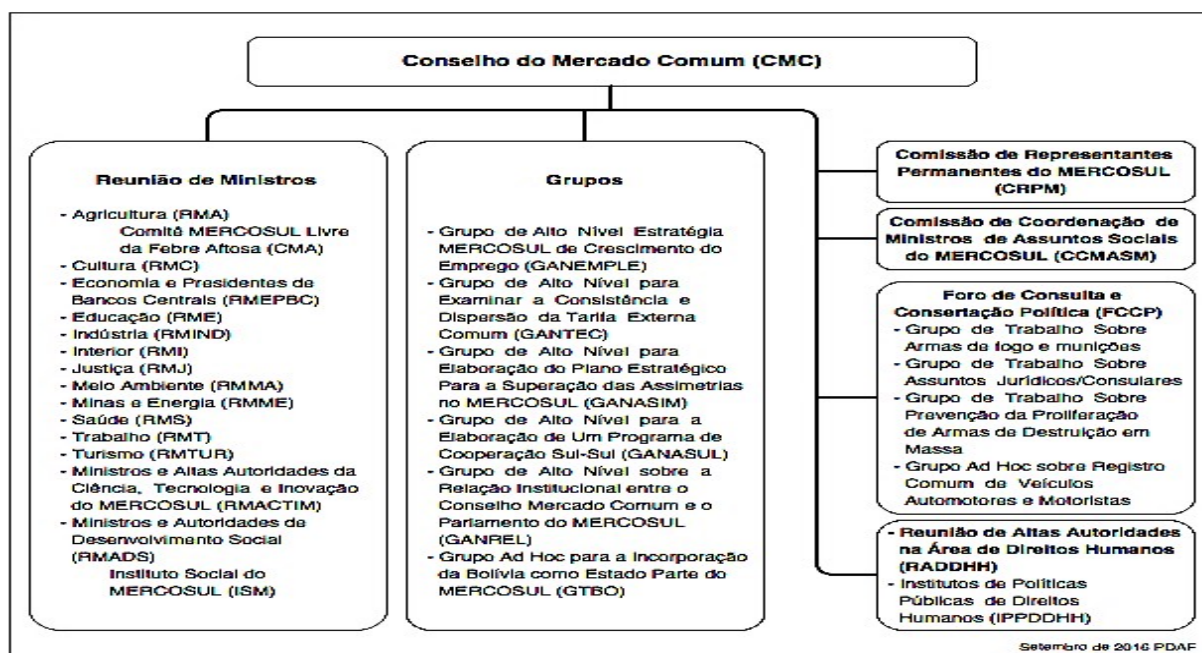 Conselho do Mercado Comum (CMC)
Reunião de Ministros
- Agricultura (RMA)
Comitê MERCOSUL Livre
da Febre Aftosa (CMA)
- Cultura (RMC)
- Economia e Presidentes de
Bancos Centrais (RMEPBC)
- Educação (RME)
- Indústria (RMIND)
- Interior (RMI)
- Justiça (RMJ)
- Meio Ambiente (RMMA)
- Minas e Energia (RMME)
- Saúde (RMS)
- Trabalho (RMT)
- Turismo (RMTUR)
- Ministros e Altas Autoridades da
Ciência, Tecnologia e Inovação
do MERCOSUL (RMACTIM)
- Ministros e Autoridades de
Desenvolvimento Social
(RMADS)
Instituto Social do
MERCOSUL (ISM)
Grupos
- Grupo de Alto Nível Estratégia
MERCOSUL de Crescimento do
Emprego (GANEMPLE)
- Grupo de Alto Nível para
Examinar a Consistência e
Dispersão da Tarifa Externa
Comum (GANTEC)
- Grupo de Alto Nível para
Elaboração do Plano Estratégico
Para a Superação das Assimetrias
no MERCOSUL (GANASIM)
- Grupo de Alto Nível para a
Elaboração de Um Programa de
Cooperação Sul-Sul (GANASUL)
- Grupo de Alto Nível sobre a
Relação Institucional entre o
Conselho Mercado Comum e o
Parlamento do MERCOSUL
(GANREL)
- Grupo Ad Hoc para a Incorporação
da Bolívia como Estado Parte do
MERCOSUL (GTBO)
Comissão de Representantes
Permanentes do MERCOSUL
(CRPM)
Comissão de Coordenação de
Ministros de Assuntos Sociais
do MERCOSUL (CCMASM)
Foro de Consulta e
Consertação Política (FCCP)
- Grupo de Trabalho Sobre
Armas de fogo e munições
- Grupo de Trabalho Sobre
Assuntos Jurídicos/Consulares
- Grupo de Trabalho Sobre
Prevenção da Proliferação
de Armas de Destruição em
Massa
- Grupo Ad Hoc sobre Registro
Comum de Veículos
Automotores e Motoristas
- Reunião de Altas Autoridades
na Área de Direitos Humanos
(RADDHH)
- Institutos de Políticas
Públicas de Direitos
Humanos (IPPDDHH)
Setembro de 2016 PDAF